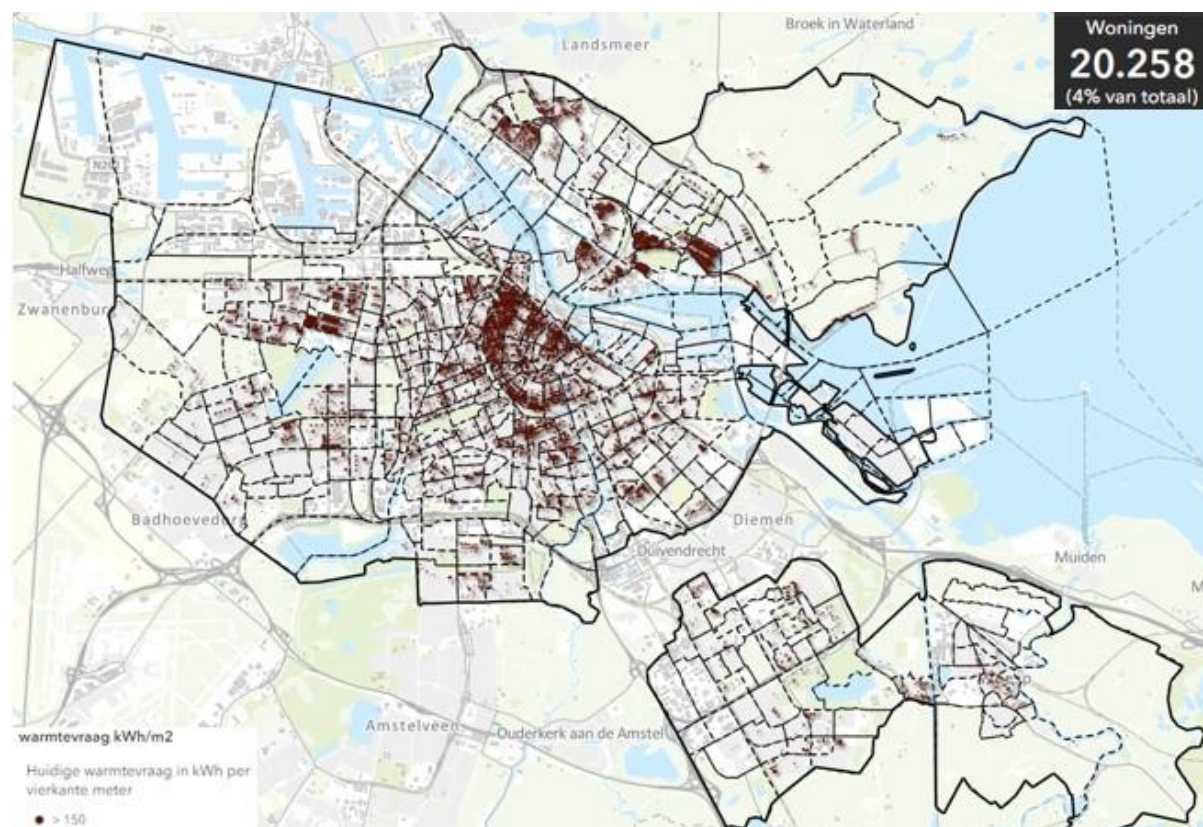 Broek in Waterland
Landsmeer
Woningen
20.258
(4% van totaal)
N202
Halfweg
Zwanenbur
Badhoevedorp
Diemen
Duivendrecht
Muiden
M
Amstelveen
Ouderkerk aan de Amstel
warmtevraag kWh/m2
Huidige warmtevraag in kWh per
vierkante meter
> 150